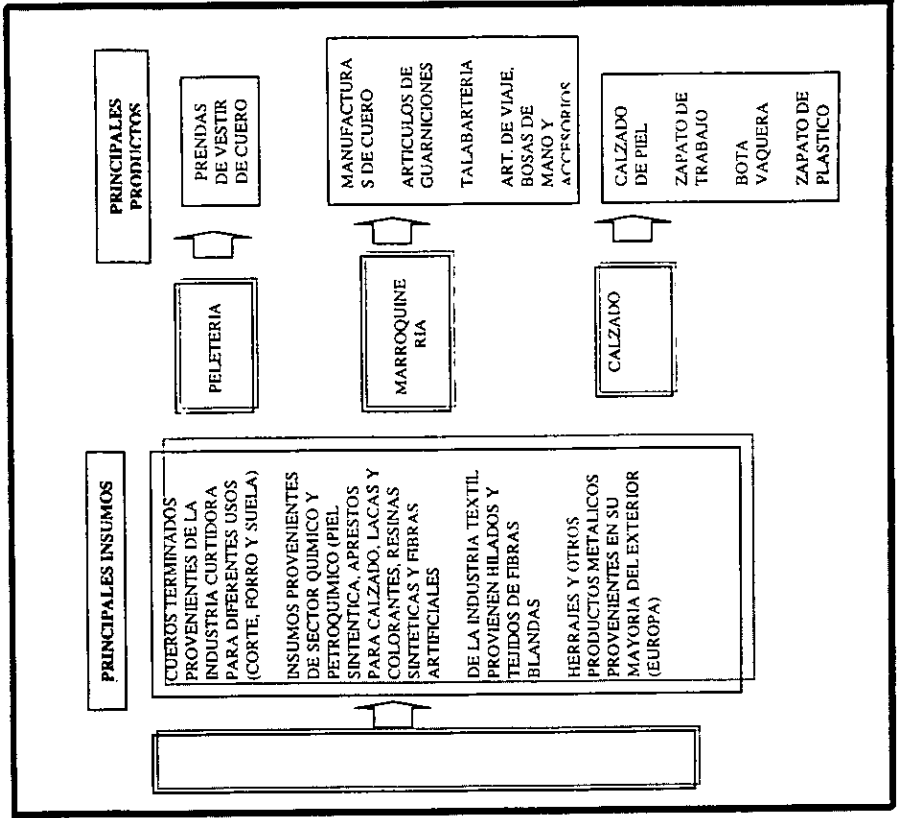 PRINCIPALES INSUMOS
CUEROS TERMINADOS
PROVENIENTES DE LA
INDUSTRIA CURTIDORA
PARA DIFERENTES USOS
(CORTE, FORRO Y SUELA)
INSUMOS PROVENIENTES
DE SECTOR QUIMICO Y
PETROQUIMICO (PIEL
SINTENTICA, APRESTOS
PARA CALZADO, LACAS Y
COLORANTES, RESINAS
SINTETICAS Y FIBRAS
ARTIFICIALES
DE LA INDUSTRIA TEXTIL
PROVIENEN HILADOS Y
TEJIDOS DE FIBRAS
BLANDAS
HERRAJES Y OTROS
PRODUCTOS METALICOS
PROVENIENTES EN SU
MAYORIA DEL EXTERIOR
(EUROPA)
PELETERIA
MARROQUINE
RIA
CALZADO
PRINCIPALES
PRODUCTOS
PRENDAS
DE VESTIR
DE CUERO
MANUFACTURA
S DE CUERO
ARTICULOS DE
GUARNICIONES
TALABARTERIA
ART. DE VIAJE,
BOSAS DE
MANO Y
ACCESORIOS
CALZADO
DE PIEL
ZAPATO DE
TRABAJO
BOTA
VAQUERA
ZAPATO DE
PLASTICO